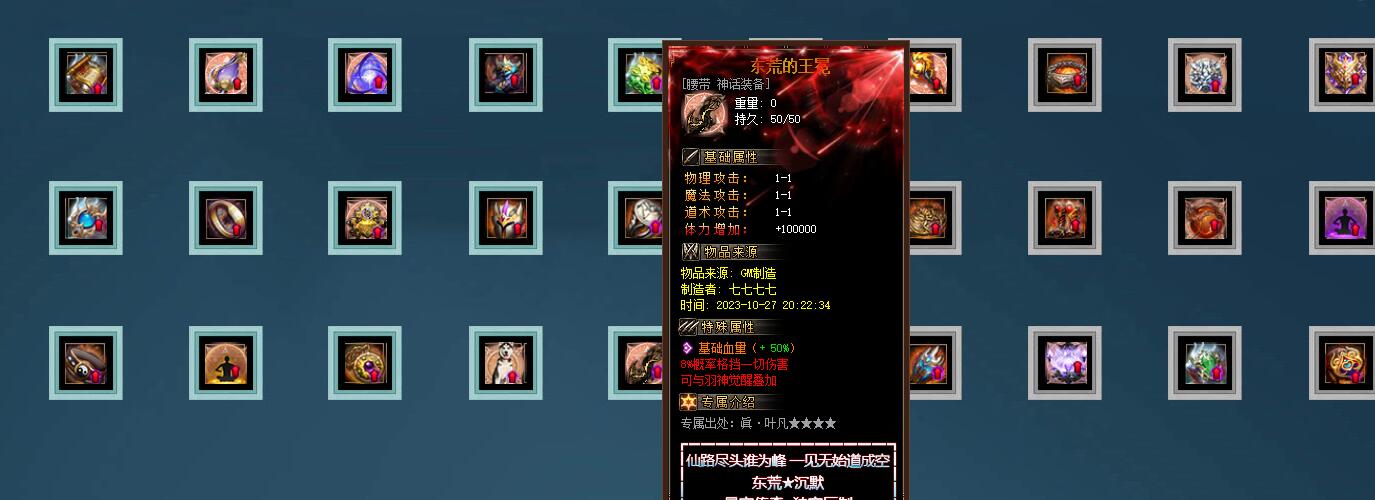 东荒的王冕
[腰带 神话装备]
重量: 0
持久: 50/50
基础属性
物理攻击: 1-1
魔法攻击: 1-1
道术攻击: 1-1
体力增加: +100000
物品来源
物品来源: GM制造
制造者: 七七七七
时间: 2023-10-27 20:22:34
特殊属性
基础血量 (+ 50%)
8%概率格挡一切伤害
可与羽神觉醒叠加
专属介绍
专属出处: 真·叶凡★★★★
仙路尽头谁为峰 一见无始道成空
东荒★沉默